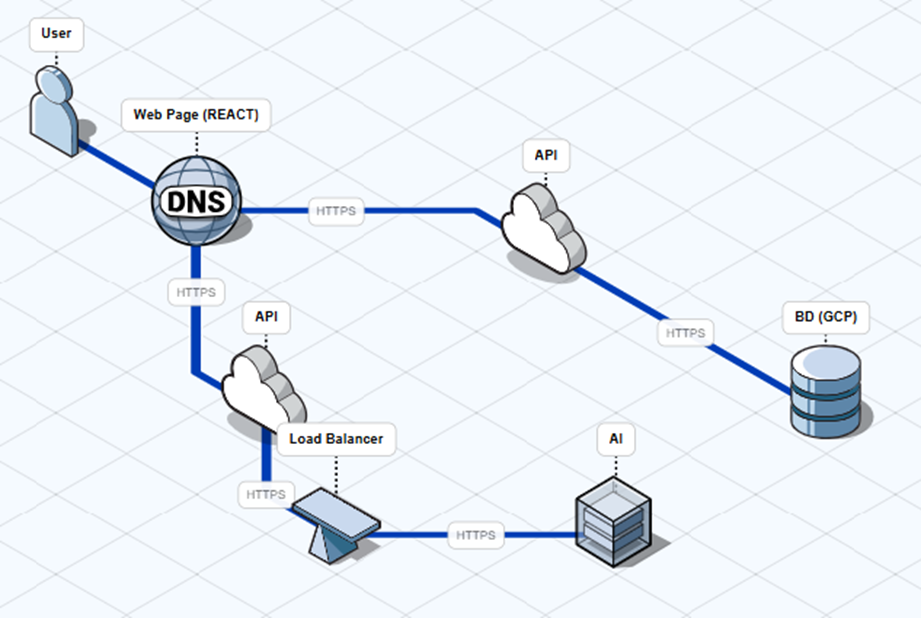 User
Web Page (REACT)
DNS
HTTPS
API
HTTPS
API
HTTPS
BD (GCP)
Load Balancer
AI
HTTPS
HTTPS